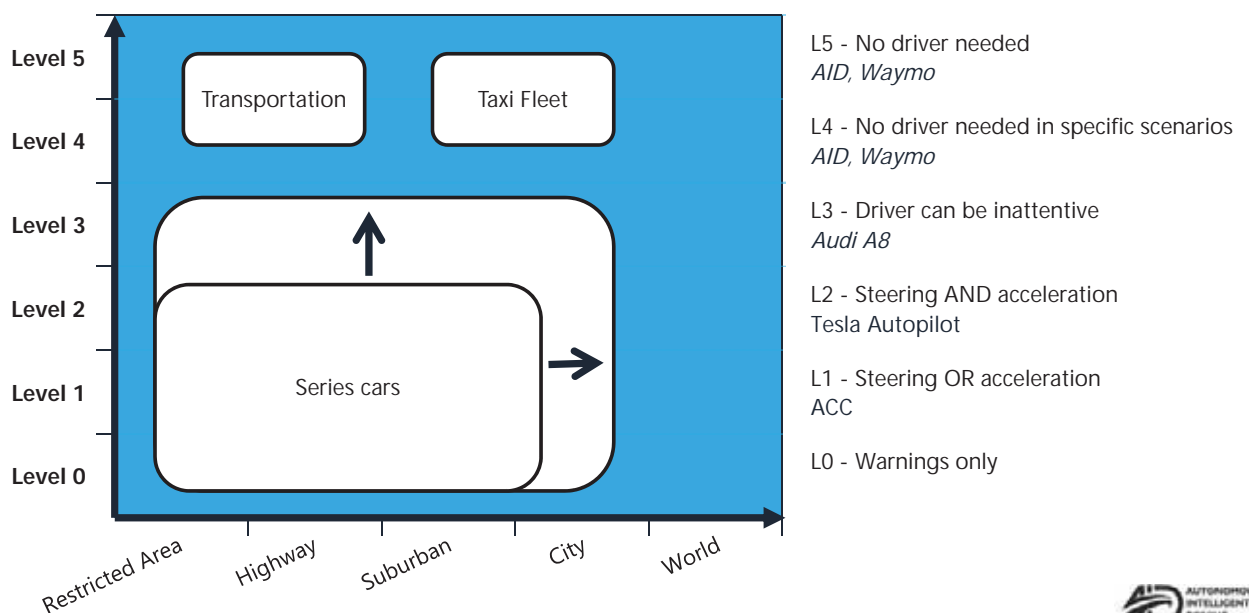 Level 5
Level 4
Level 3
Level 2
Level 1
Level 0
Transportation
Taxi Fleet
Series cars
Restricted Area
Highway
Suburban
City
World
L5 - No driver needed
AID, Waymo
L4 - No driver needed in specific scenarios
AID, Waymo
L3 - Driver can be inattentive
Audi A8
L2 - Steering AND acceleration
Tesla Autopilot
L1 - Steering OR acceleration
ACC
L0 - Warnings only
AID